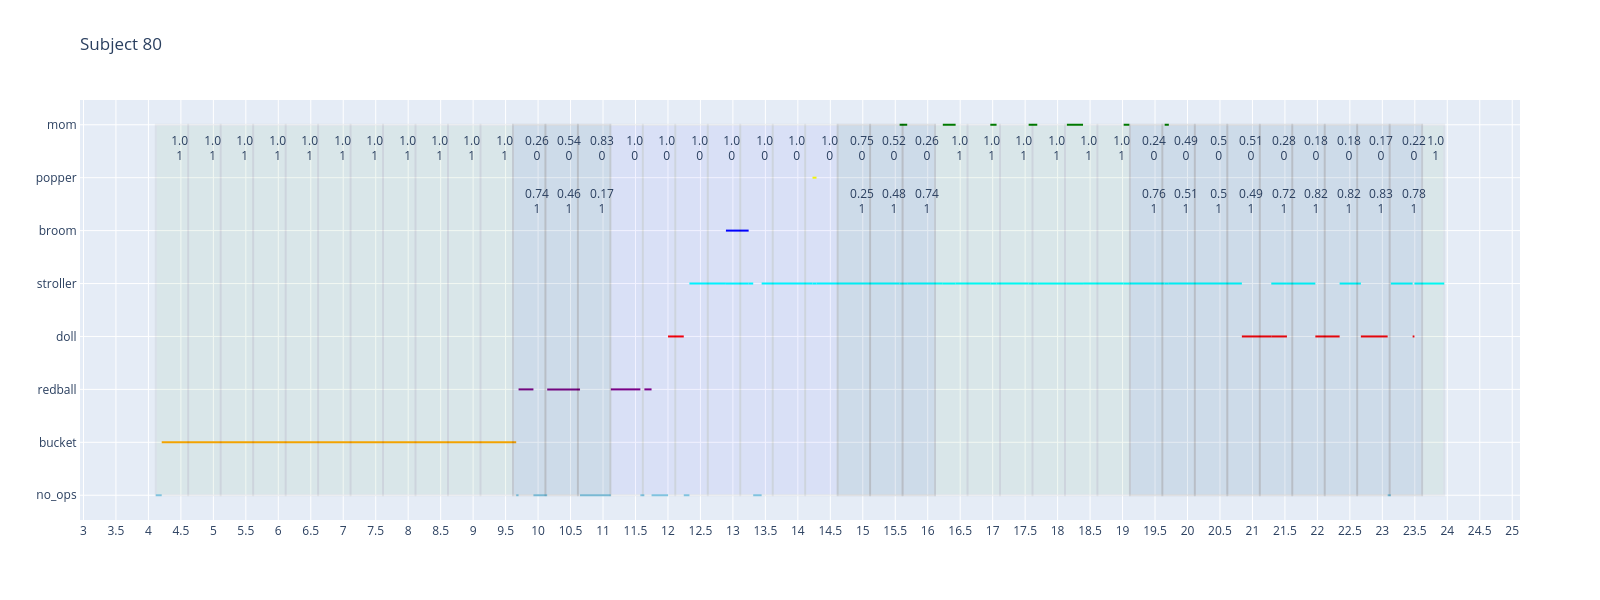 Subject 80
mom
1.0 1.0 1.0 1.0 1.0 1.0 1.0 1.0 1.0 1.0 1.0 0.26 0.54 0.83 1.0 1.0 1.0 1.0 1.0 1.0 1.0 0.75 0.52 0.26 1.0 1.0 1.0 1.0 1.0 1.0 0.24 0.49 0.5 0.51 0.28 0.18 0.18 0.17 0.22 1.0
1 1 1 1 1 1 1 1 1 1 1 0 0 0 0 0 0 0 0 0 0 0 0 0 1 1 1 1 1 1 0 0 0 0 0 0 0 0 0 1
popper
0.74 0.46 0.17 0.25 0.48 0.74 0.76 0.51 0.5 0.49 0.72 0.82 0.82 0.83 0.78
1 1 1 1 1 1 1 1 1 1 1 1 1 1 1
broom
stroller
doll
redball
bucket
no_ops
3 3.5 4 4.5 5 5.5 6 6.5 7 7.5 8 8.5 9 9.5 10 10.5 11 11.5 12 12.5 13 13.5 14 14.5 15 15.5 16 16.5 17 17.5 18 18.5 19 19.5 20 20.5 21 21.5 22 22.5 23 23.5 24 24.5 25